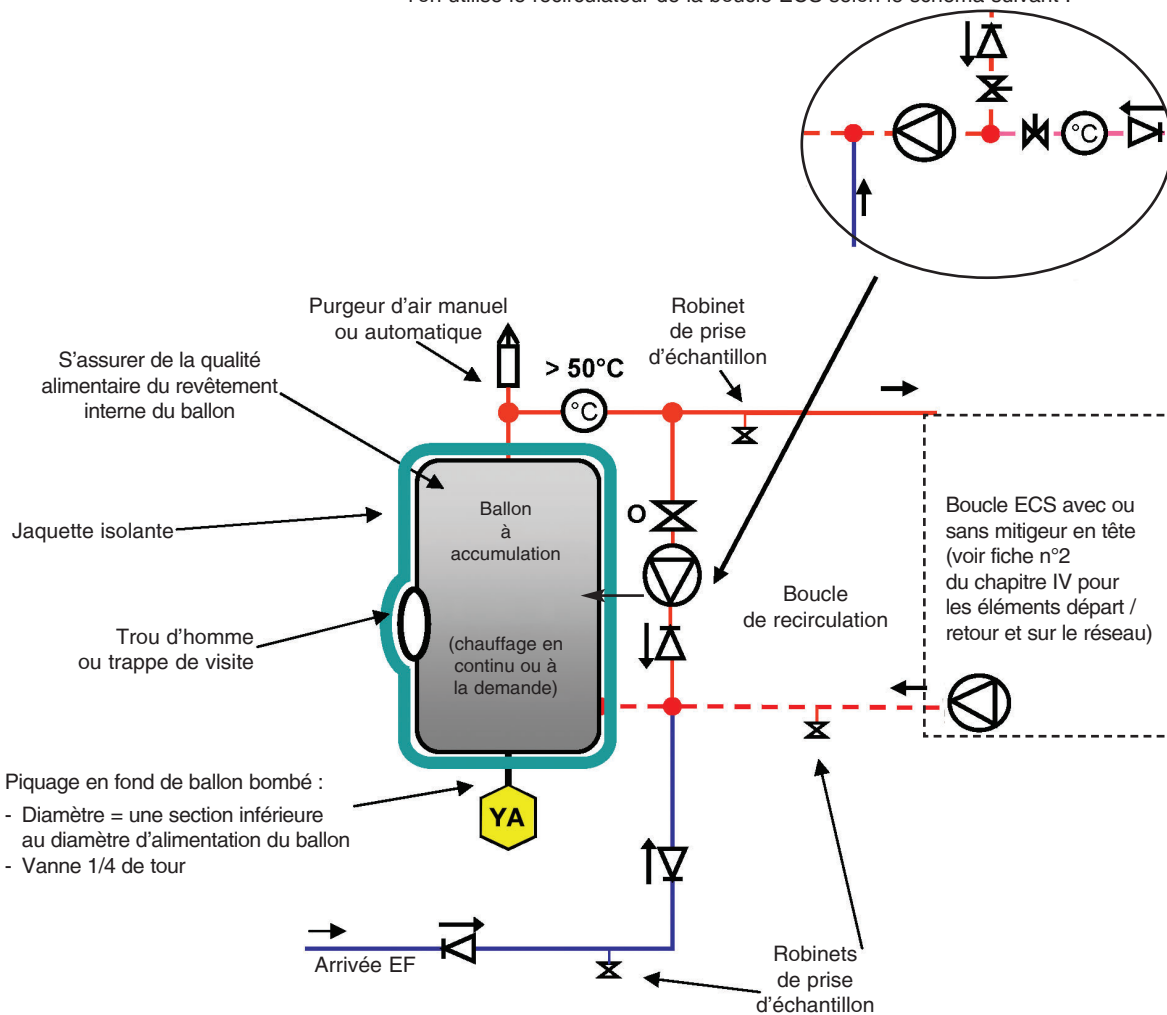 °C
Purgeur d'air manuel
ou automatique
Robinet
de prise
d'échantillon
S'assurer de la qualité
alimentaire du revêtement
interne du ballon
> 50°C
°C
Jaquette isolante
Ballon
à
accumulation
(chauffage en
continu ou à
la demande)
O
Boucle
de recirculation
Boucle ECS avec ou
sans mitigeur en tête
(voir fiche n°2
du chapitre IV pour
les éléments départ /
retour et sur le réseau)
Trou d'homme
ou trappe de visite
Piquage en fond de ballon bombé :
- Diamètre = une section inférieure
au diamètre d'alimentation du ballon
- Vanne 1/4 de tour
YA
Arrivée EF
Robinets
de prise
d'échantillon